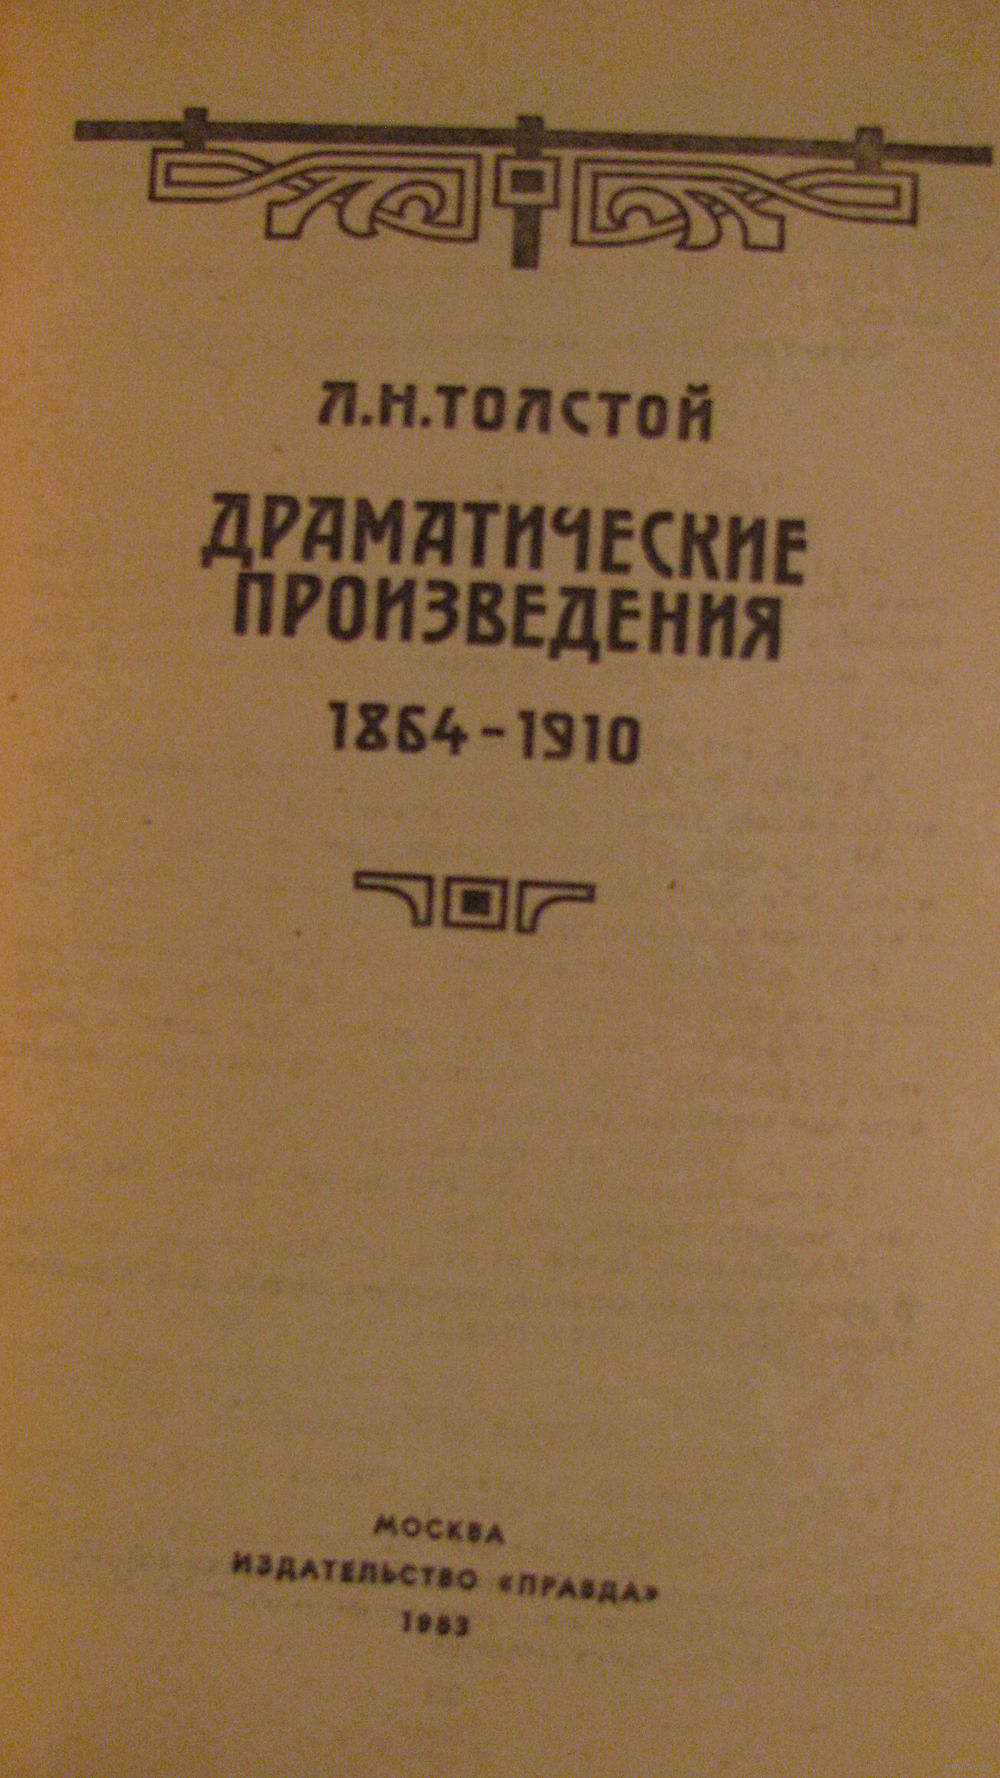 Л.Н.ТОЛСТОЙ
ДРАМАТИЧЕСКИЕ
ПРОИЗВЕДЕНИЯ
1864-1910
МОСКВА
ИЗДАТЕЛЬСТВО «ПРАВДА»
1983